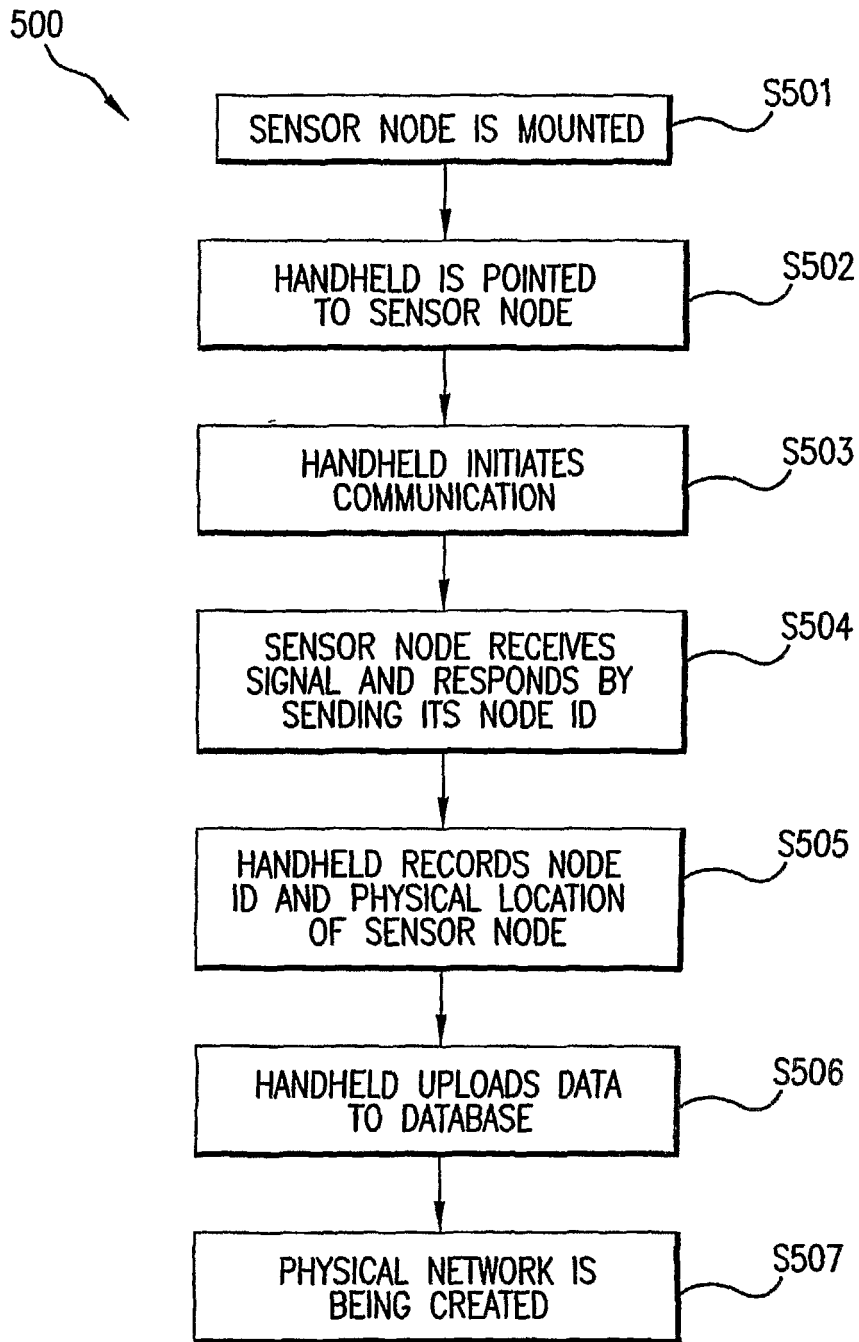 500
SENSOR NODE IS MOUNTED
S501
HANDHELD IS POINTED
TO SENSOR NODE
S502
HANDHELD INITIATES
COMMUNICATION
S503
SENSOR NODE RECEIVES
SIGNAL AND RESPONDS BY
SENDING ITS NODE ID
S504
HANDHELD RECORDS NODE
ID AND PHYSICAL LOCATION
OF SENSOR NODE
S505
HANDHELD UPLOADS DATA
TO DATABASE
S506
PHYSICAL NETWORK IS
BEING CREATED
S507